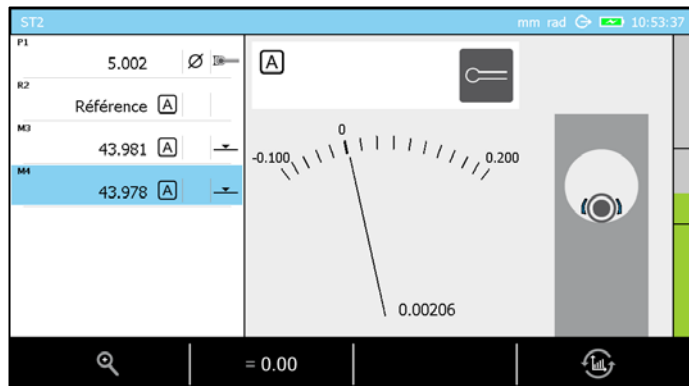 ST2
mm rad 10:53:37
P1
5.002 Ø
R2
Référence A
M3
43.981 A
M4
43.978 A
A
-0.100
0
0.200
0.00206
= 0.00